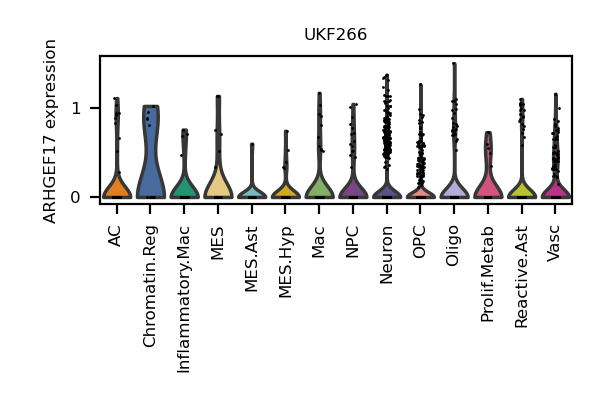 UKF266
ARHGEF17 expression
1
0
AC
Chromatin.Reg
Inflammatory.Mac
MES
MES.Ast
MES.Hyp
Mac
NPC
Neuron
OPC
Oligo
Prolif.Metab
Reactive.Ast
Vasc